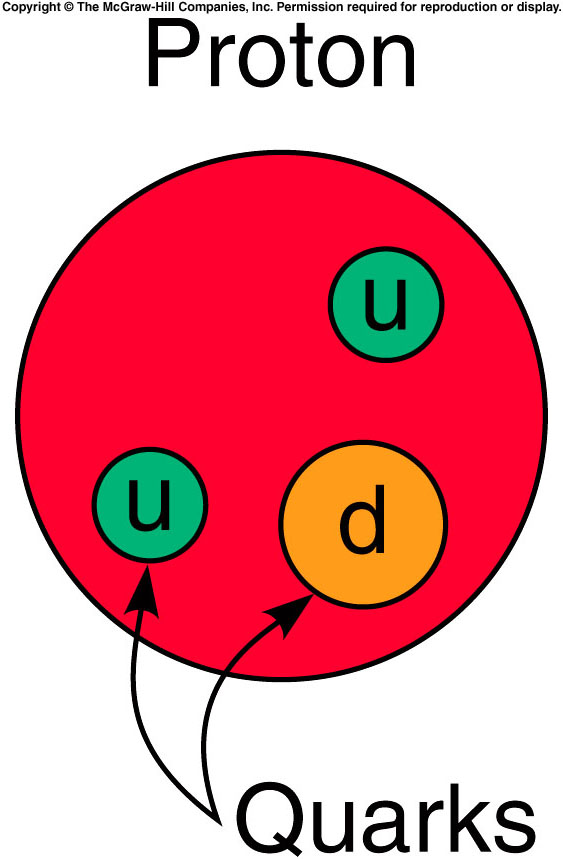 Copyright © The McGraw-Hill Companies, Inc. Permission required for reproduction or display.
Proton
u
u
d
Quarks